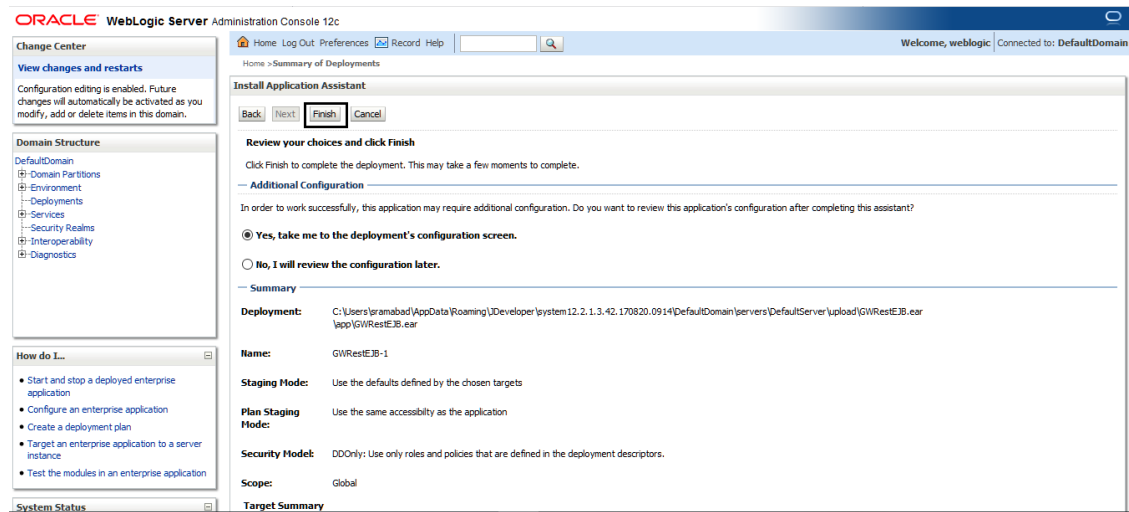 ORACLE WebLogic Server Administration Console 12c
Change Center
View changes and restarts
Configuration editing is enabled. Future
changes will automatically be activated as you
modify, add or delete items in this domain.
Domain Structure
DefaultDomain
Domain Partitions
Environment
Deployments
Services
Security Realms
Interoperability
Diagnostics
How do I...
Start and stop a deployed enterprise
application
Configure an enterprise application
Create a deployment plan
Target an enterprise application to a server
instance
Test the modules in an enterprise application
System Status
Home Log Out Preferences Record Help
Welcome, weblogic Connected to: DefaultDomain
Home >Summary of Deployments
Install Application Assistant
Back Next Finish Cancel
Review your choices and click Finish
Click Finish to complete the deployment. This may take a few moments to complete.
Additional Configuration
In order to work successfully, this application may require additional configuration. Do you want to review this application's configuration after completing this assistant?
Yes, take me to the deployment's configuration screen.
No, I will review the configuration later.
Summary
Deployment: C:\Users\sramabad\AppData\Roaming\JDeveloper\system12.2.1.3.42.170820.0914\DefaultDomain\servers\DefaultServer\upload\GWRestEJB.ear
\app\GWRestEJB.ear
Name: GWRestEJB-1
Staging Mode: Use the defaults defined by the chosen targets
Plan Staging Use the same accessibilty as the application
Mode:
Security Model: DDOnly: Use only roles and policies that are defined in the deployment descriptors.
Scope: Global
Target Summary